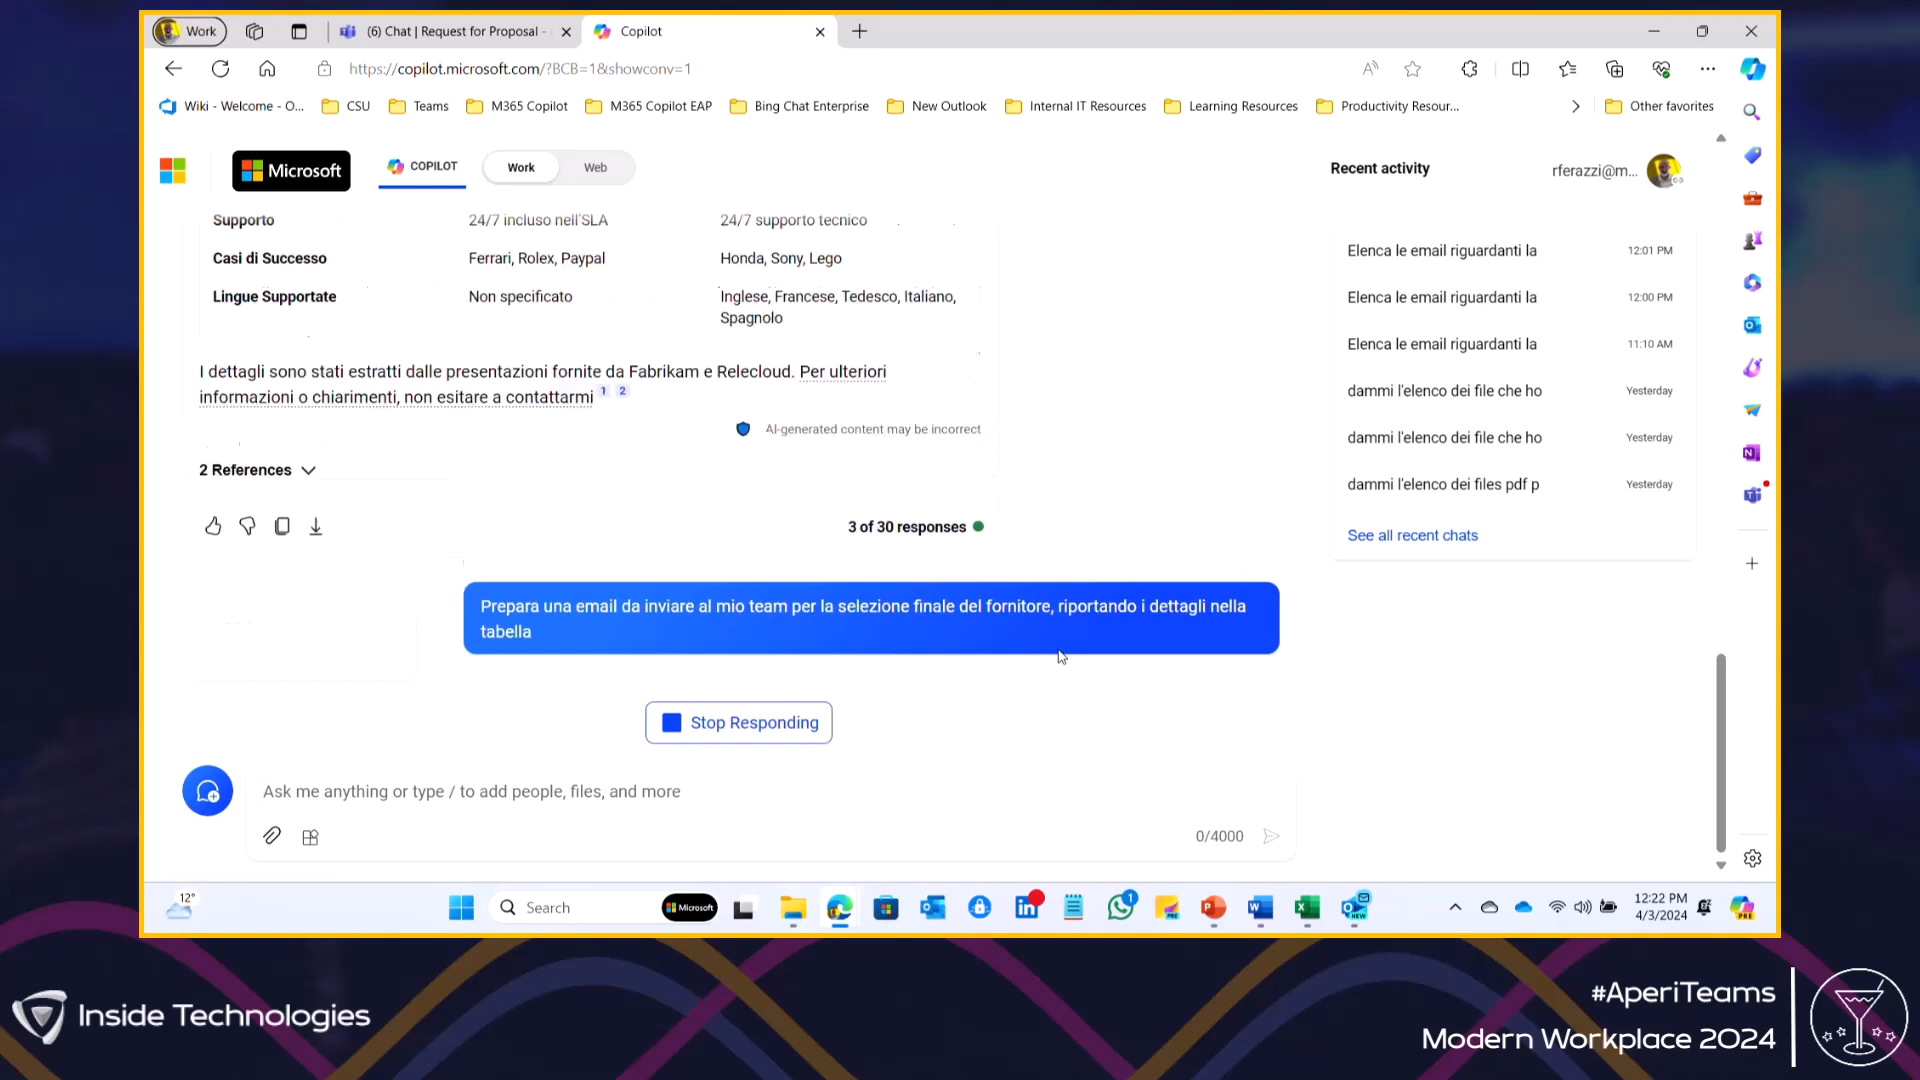 Work
(6) Chat | Request for Proposal -
Copilot
https://copilot.microsoft.com/?BCB=1&showconv=1
Wiki - Welcome - O...
CSU
Teams
M365 Copilot
M365 Copilot EAP
Bing Chat Enterprise
New Outlook
Internal IT Resources
Learning Resources
Productivity Resour...
Other favorites
Microsoft
COPILOT
Work
Web
Recent activity
rferazzi@m...
Supporto
24/7 incluso nell'SLA
24/7 supporto tecnico
Casi di Successo
Ferrari, Rolex, Paypal
Honda, Sony, Lego
Lingue Supportate
Non specificato
Inglese, Francese, Tedesco, Italiano,
Spagnolo
I dettagli sono stati estratti dalle presentazioni fornite da Fabrikam e Relecloud. Per ulteriori
informazioni o chiarimenti, non esitare a contattarmi 1 2
AI-generated content may be incorrect
2 References
3 of 30 responses
Elenca le email riguardanti la 12:01 PM
Elenca le email riguardanti la 12:00 PM
Elenca le email riguardanti la 11:10 AM
dammi l'elenco dei file che ho Yesterday
dammi l'elenco dei file che ho Yesterday
dammi l'elenco dei files pdf p Yesterday
See all recent chats
Prepara una email da inviare al mio team per la selezione finale del fornitore, riportando i dettagli nella
tabella
Stop Responding
Ask me anything or type / to add people, files, and more
0/4000
12°
Search
Microsoft
1
NEW
12:22 PM
4/3/2024
PRE
Inside Technologies
#AperiTeams
Modern Workplace 2024